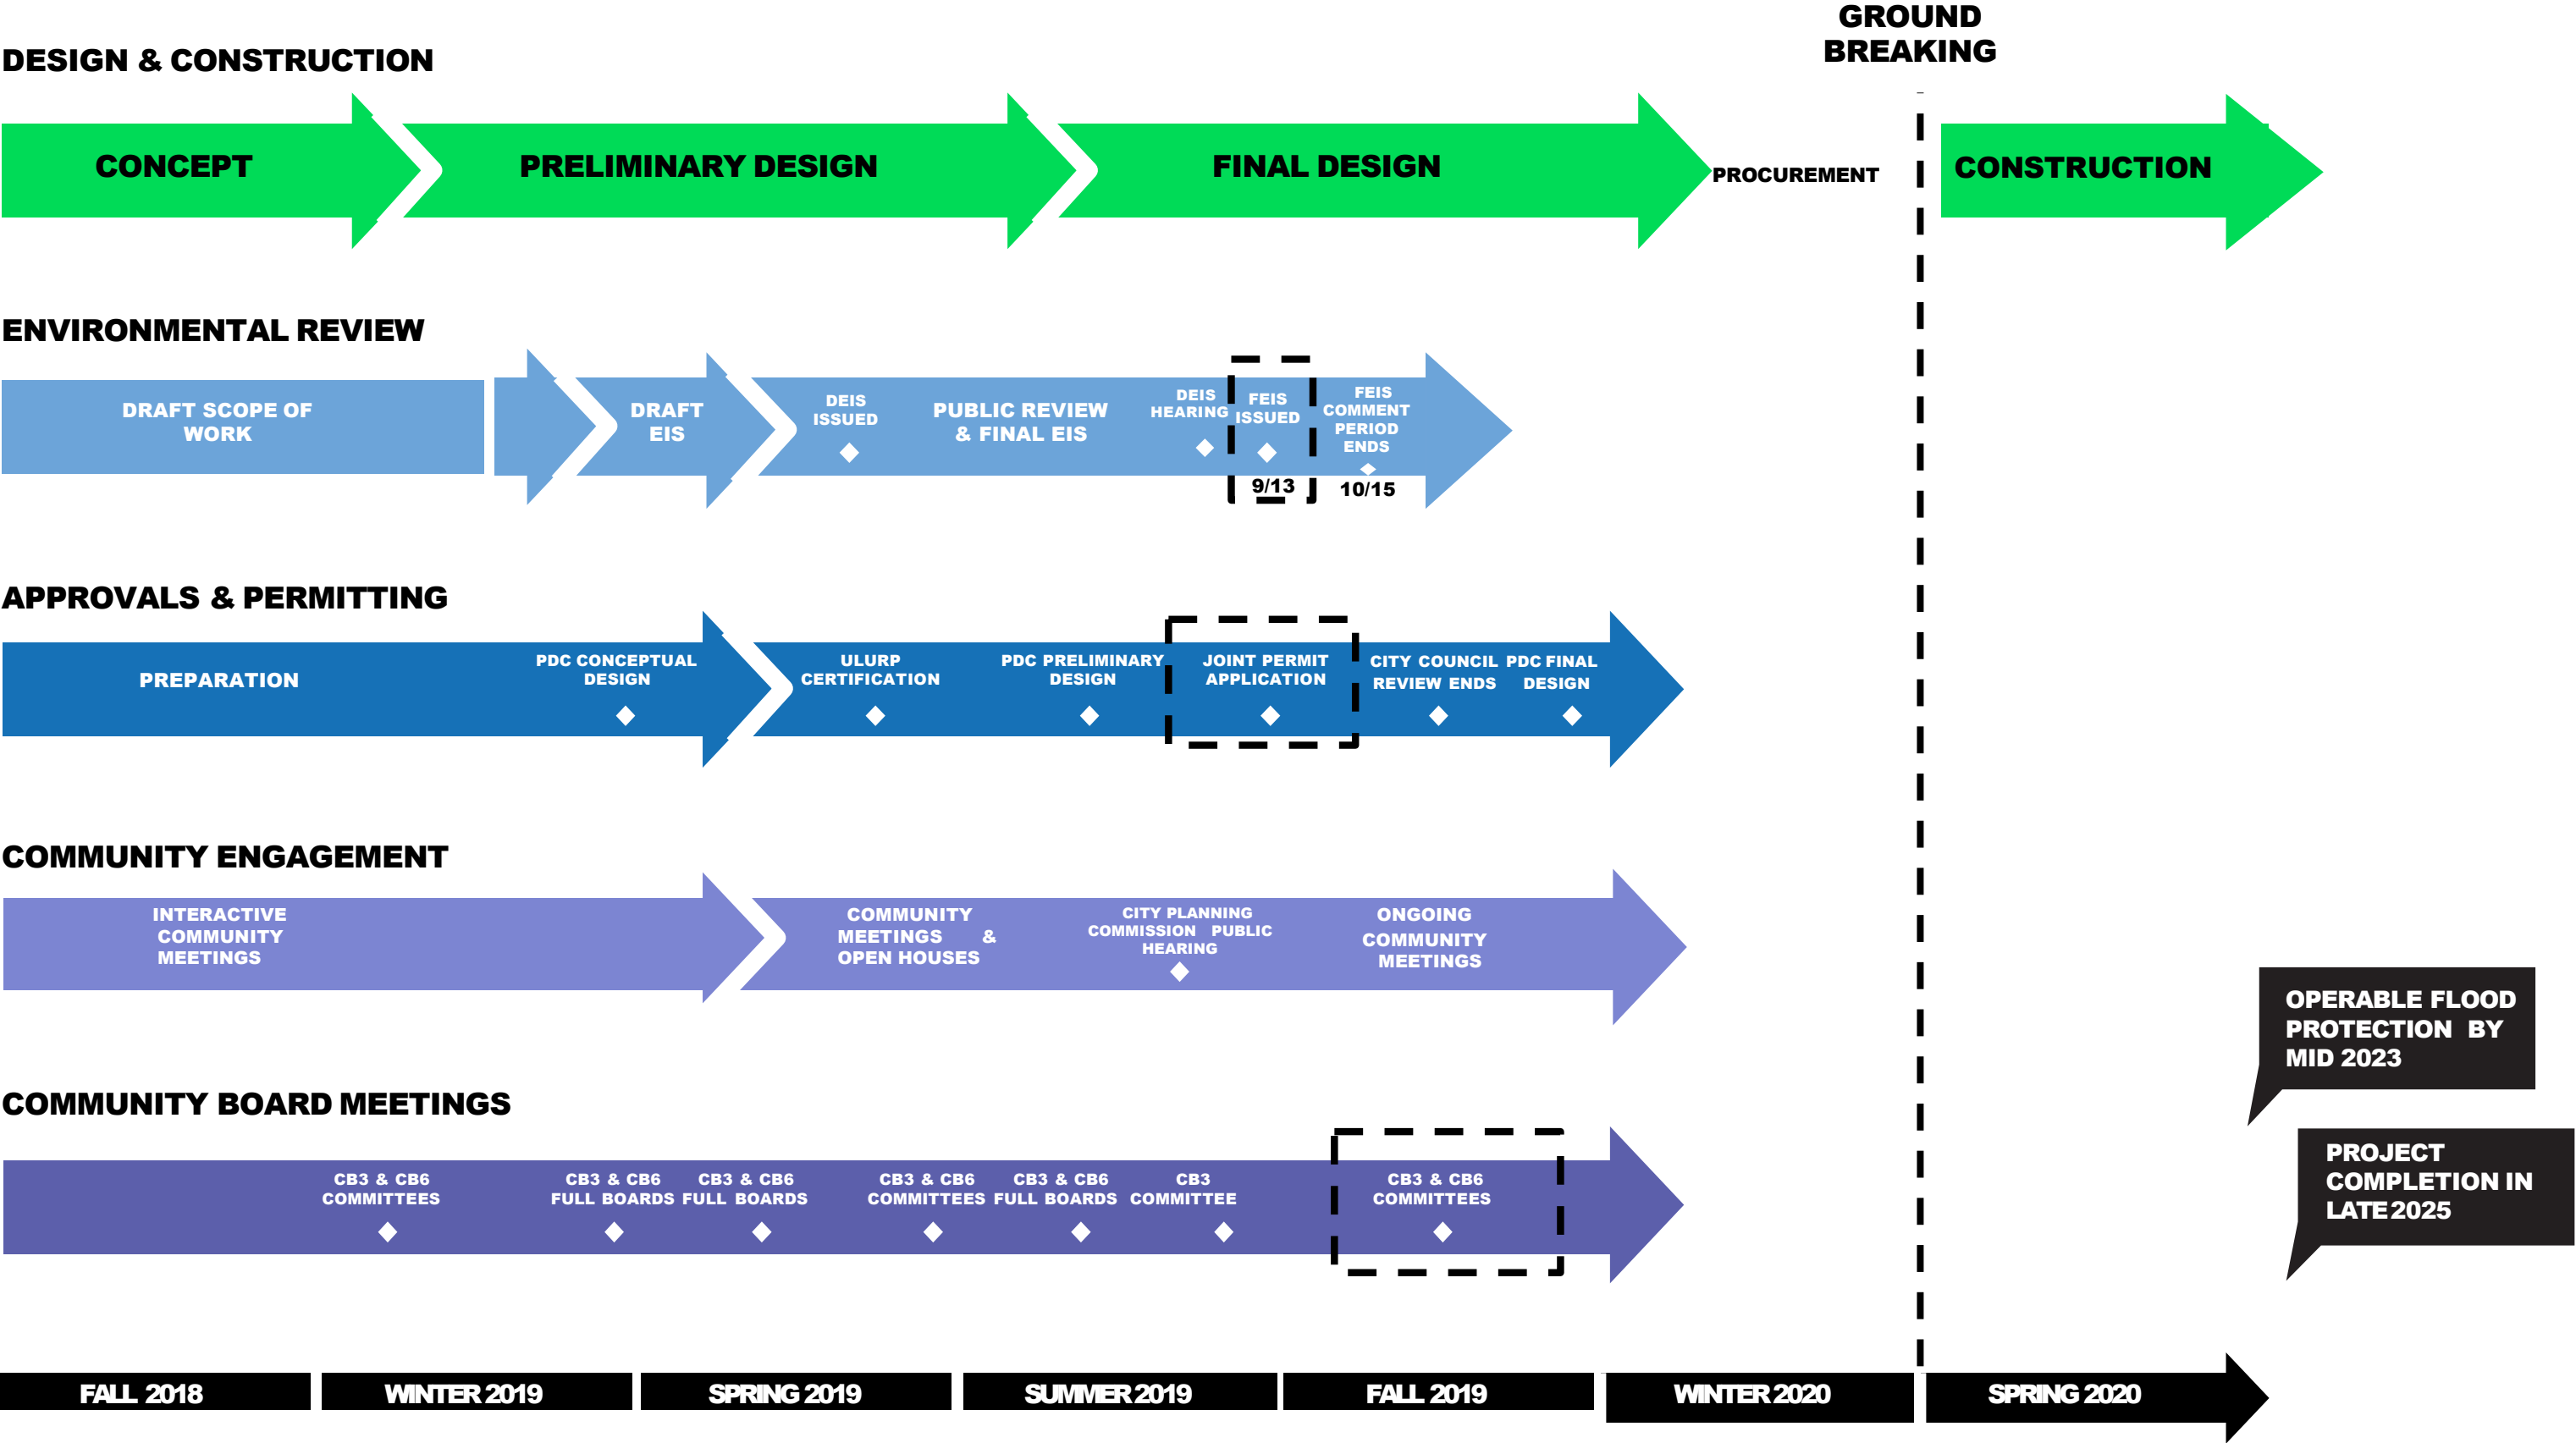 GROUND
BREAKING
DESIGN & CONSTRUCTION
CONCEPT
PRELIMINARY DESIGN
FINAL DESIGN
PROCUREMENT
CONSTRUCTION
ENVIRONMENTAL REVIEW
DRAFT SCOPE OF
WORK
DRAFT
EIS
DEIS
ISSUED
PUBLIC REVIEW
& FINAL EIS
DEIS
HEARING
FEIS
ISSUED
9/13
FEIS
COMMENT
PERIOD
ENDS
10/15
APPROVALS & PERMITTING
PREPARATION
PDC CONCEPTUAL
DESIGN
ULURP
CERTIFICATION
PDC PRELIMINARY
DESIGN
JOINT PERMIT
APPLICATION
CITY COUNCIL
REVIEW ENDS
PDC FINAL
DESIGN
COMMUNITY ENGAGEMENT
INTERACTIVE
COMMUNITY
MEETINGS
COMMUNITY
MEETINGS &
OPEN HOUSES
CITY PLANNING
COMMISSION PUBLIC
HEARING
ONGOING
COMMUNITY
MEETINGS
OPERABLE FLOOD
PROTECTION BY
MID 2023
COMMUNITY BOARD MEETINGS
CB3 & CB6
COMMITTEES
CB3 & CB6
FULL BOARDS
CB3 & CB6
FULL BOARDS
CB3 & CB6
COMMITTEES
CB3 & CB6
FULL BOARDS
CB3
COMMITTEE
CB3 & CB6
COMMITTEES
PROJECT
COMPLETION IN
LATE 2025
FALL 2018
WINTER 2019
SPRING 2019
SUMMER 2019
FALL 2019
WINTER 2020
SPRING 2020